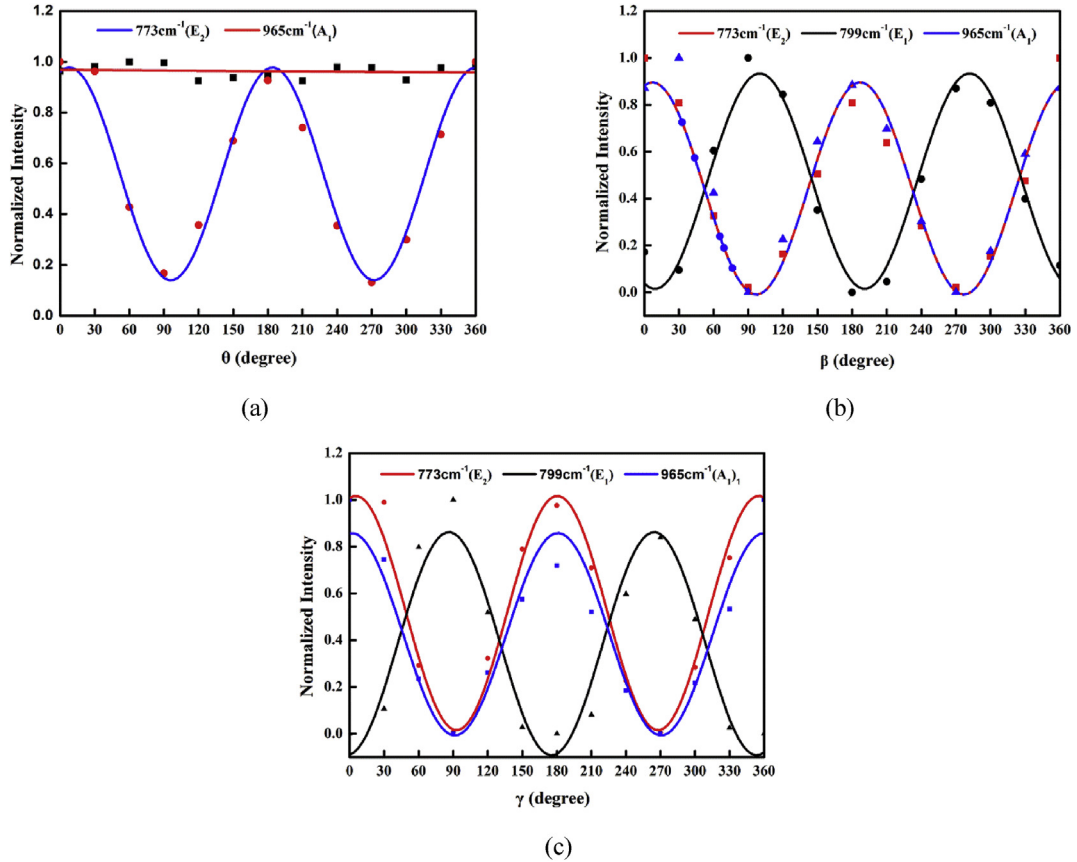 773cm⁻¹(E₂) 965cm⁻¹(A₁)
Normalized Intensity
1.2
1.0
0.8
0.6
0.4
0.2
0.0
0 30 60 90 120 150 180 210 240 270 300 330 360
θ (degree)
(a)
773cm⁻¹(E₂) 799cm⁻¹(E₁) 965cm⁻¹(A₁)
Normalized Intensity
1.2
1.0
0.8
0.6
0.4
0.2
0.0
0 30 60 90 120 150 180 210 240 270 300 330 360
β (degree)
(b)
773cm⁻¹(E₂) 799cm⁻¹(E₁) 965cm⁻¹(A₁)₁
Normalized Intensity
1.2
1.0
0.8
0.6
0.4
0.2
0.0
0 30 60 90 120 150 180 210 240 270 300 330 360
γ (degree)
(c)